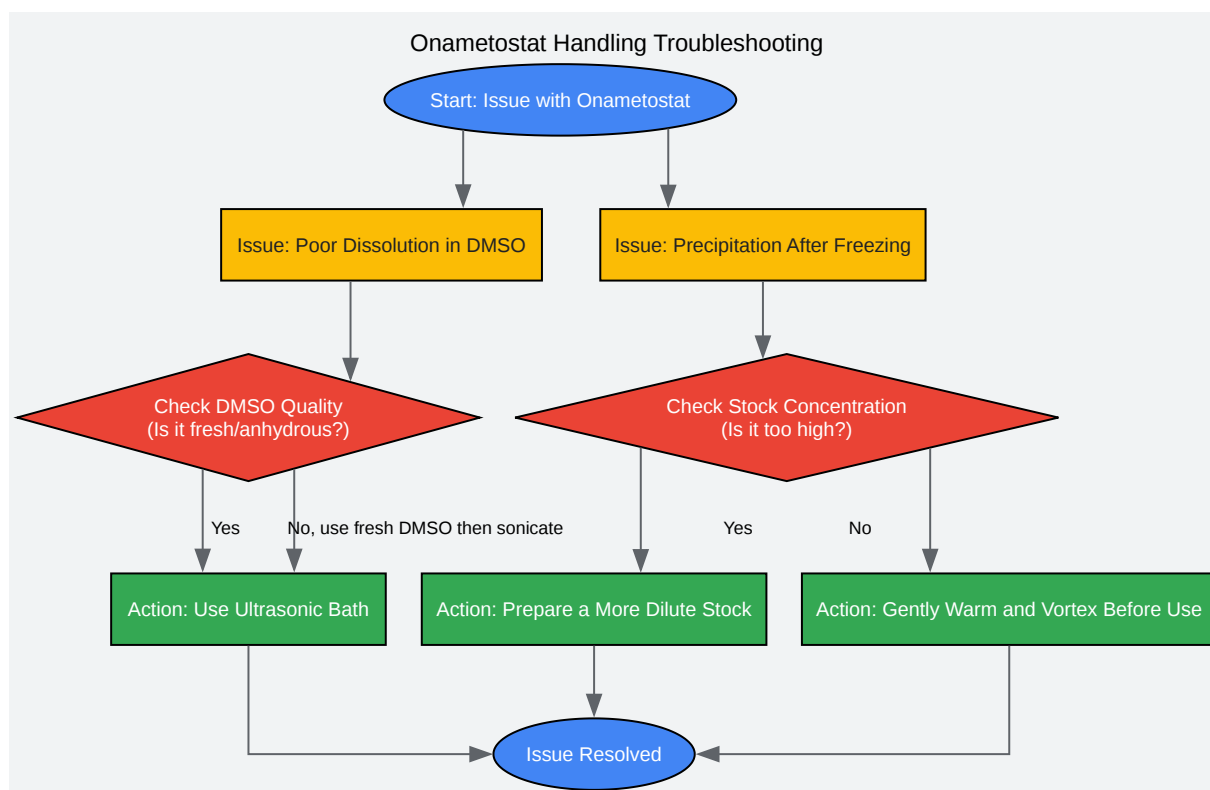 Onametostat Handling Troubleshooting
Start: Issue with Onametostat
Issue: Poor Dissolution in DMSO
Issue: Precipitation After Freezing
Check DMSO Quality
(Is it fresh/anhydrous?)
Check Stock Concentration
(Is it too high?)
Yes
No, use fresh DMSO then sonicate
Yes
No
Action: Use Ultrasonic Bath
Action: Prepare a More Dilute Stock
Action: Gently Warm and Vortex Before Use
Issue Resolved